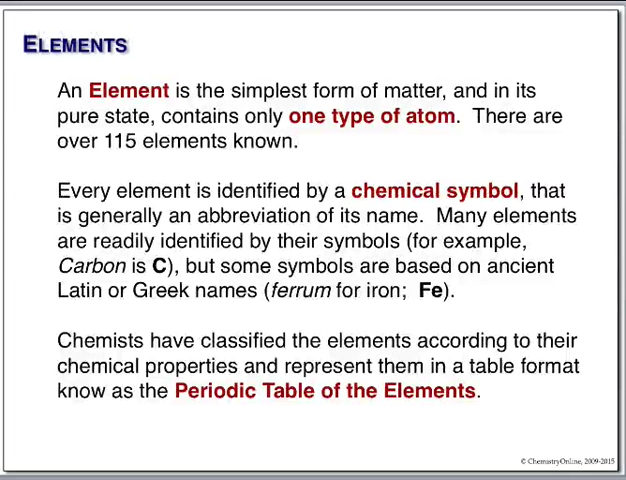 ELEMENTS
An Element is the simplest form of matter, and in its
pure state, contains only one type of atom. There are
over 115 elements known.
Every element is identified by a chemical symbol, that
is generally an abbreviation of its name. Many elements
are readily identified by their symbols (for example,
Carbon is C), but some symbols are based on ancient
Latin or Greek names (ferrum for iron; Fe).
Chemists have classified the elements according to their
chemical properties and represent them in a table format
know as the Periodic Table of the Elements.
© ChemistryOnline, 2009-2015